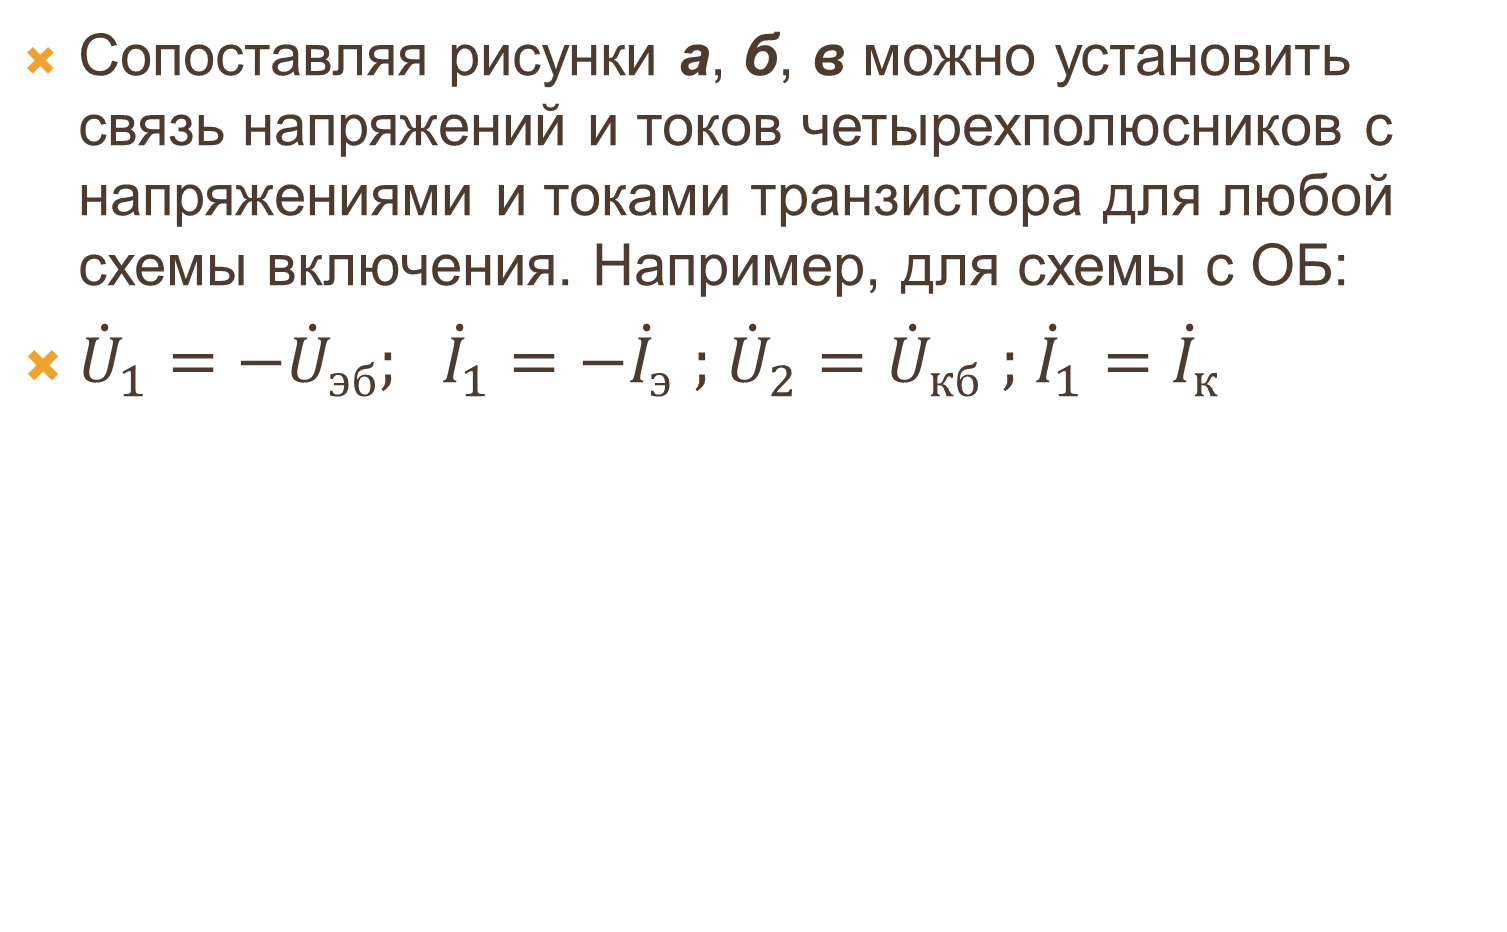 Сопоставляя рисунки а, б, в можно установить
связь напряжений и токов четырехполюсников с
напряжениями и токами транзистора для любой
схемы включения. Например, для схемы с ОБ:
U̇₁ = −U̇эб;  İ₁ = −İэ ; U̇₂ = U̇кб ; İ₁ = İк